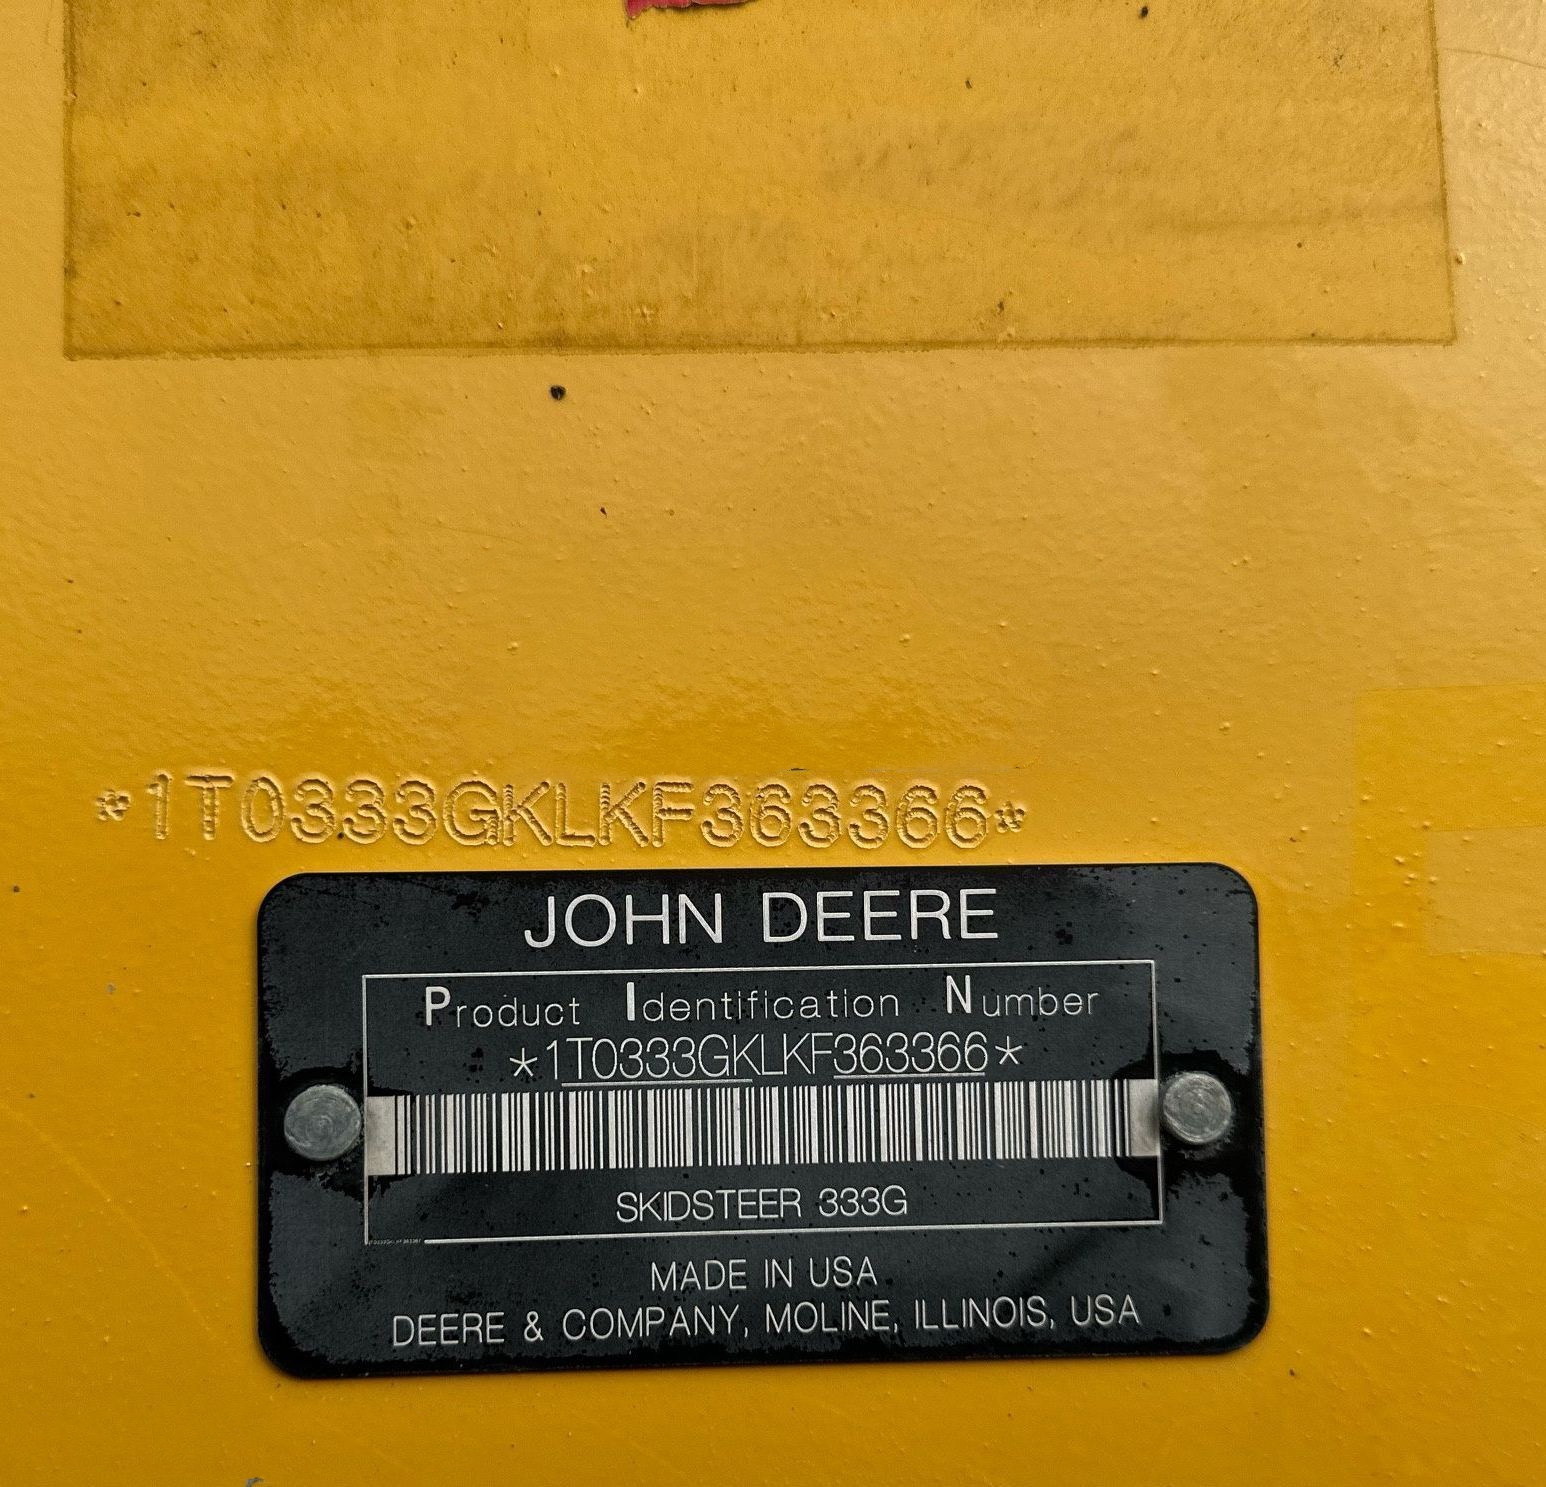 *1T0333GKLKF363366*
JOHN DEERE
Product Identification Number
*1T0333GKLKF363366*
SKIDSTEER 333G
MADE IN USA
DEERE & COMPANY, MOLINE, ILLINOIS, USA